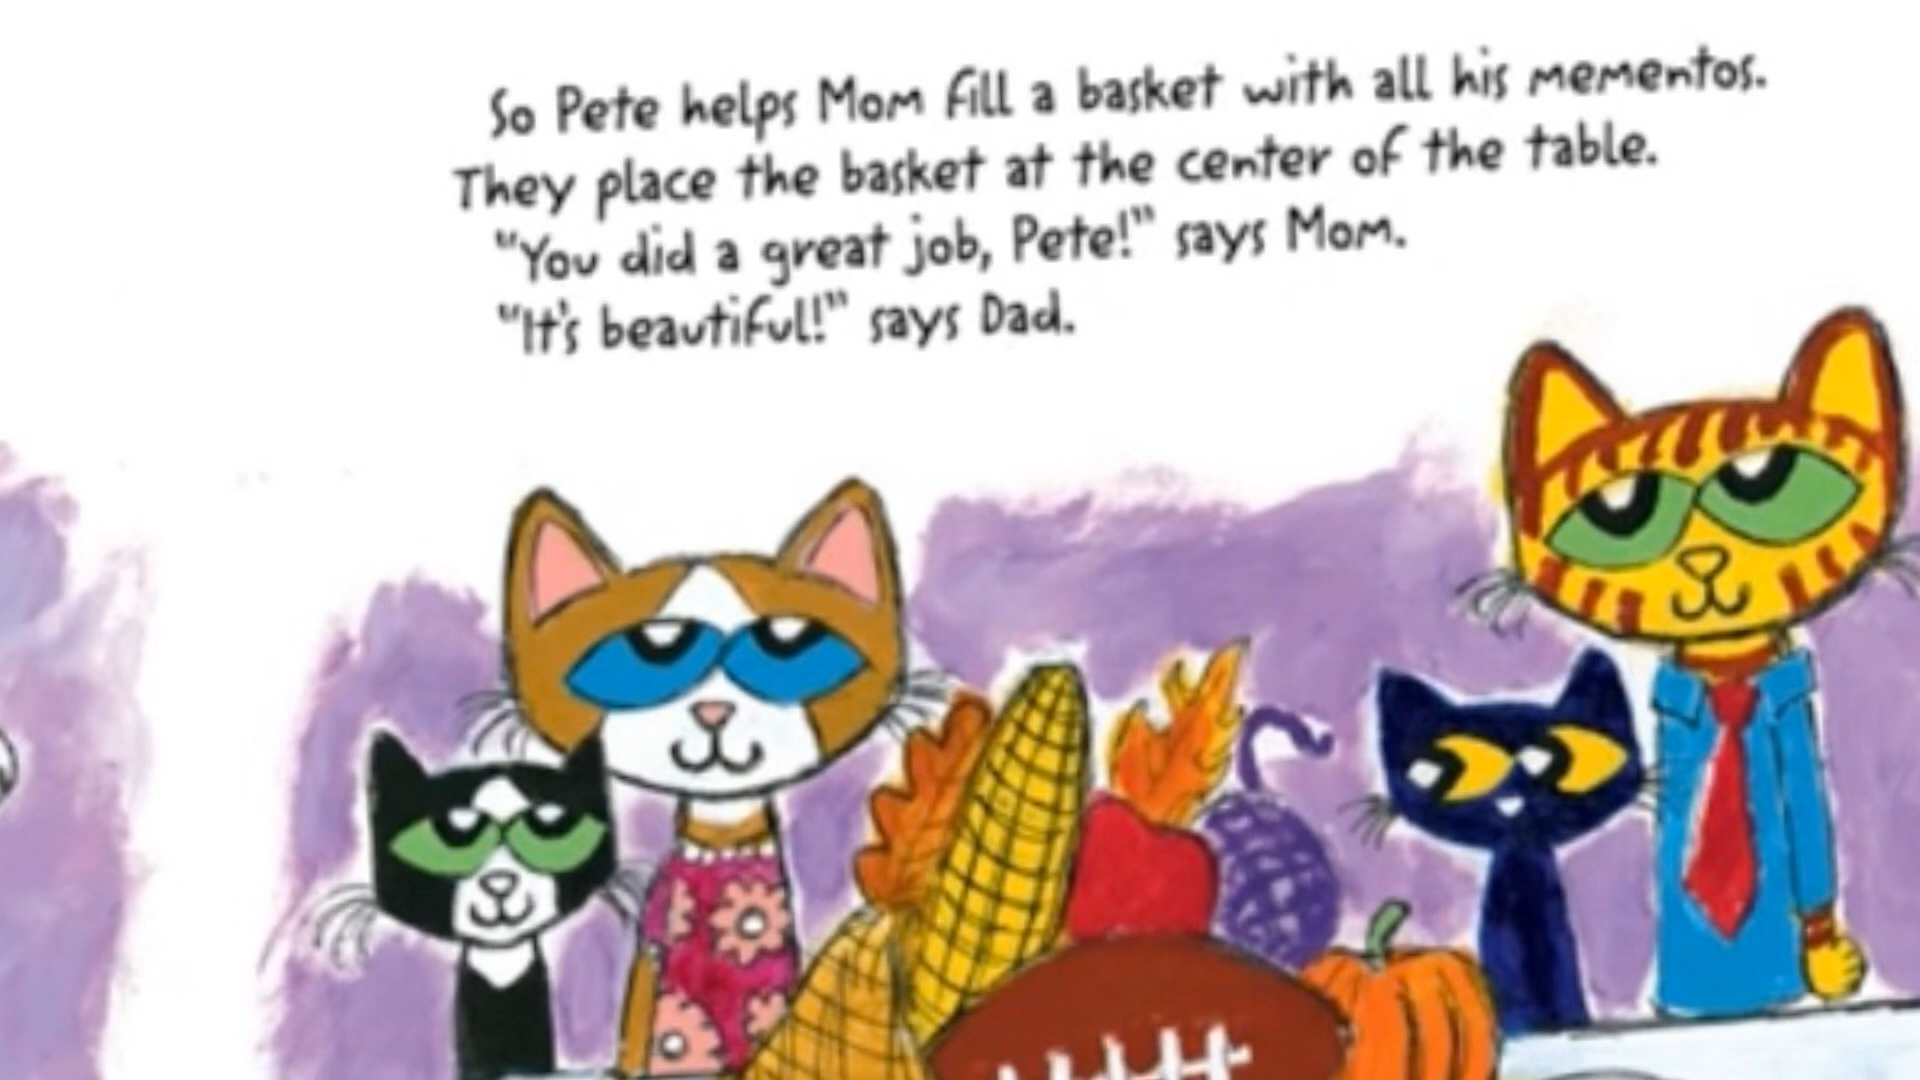 So Pete helps Mom fill a basket with all his mementos.
They place the basket at the center of the table.
"You did a great job, Pete!" says Mom.
"It's beautiful!" says Dad.